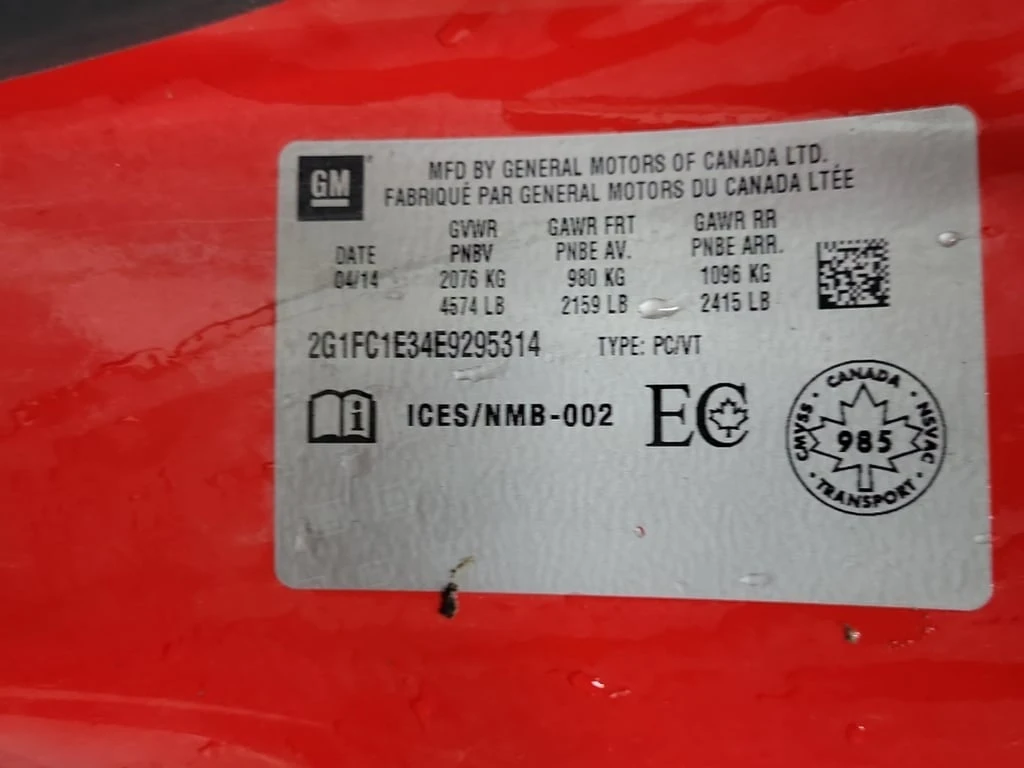 GM
MFD BY GENERAL MOTORS OF CANADA LTD.
FABRIQUÉ PAR GENERAL MOTORS DU CANADA LTÉE
GVWR GAWR FRT GAWR RR
DATE PNBV PNBE AV. PNBE ARR.
04/14 2076 KG 980 KG 1096 KG
4574 LB 2159 LB 2415 LB
2G1FC1E34E9295314 TYPE: PC/VT
i ICES/NMB-002 EC
CANADA
CMVSS 985 NSVAC
TRANSPORT